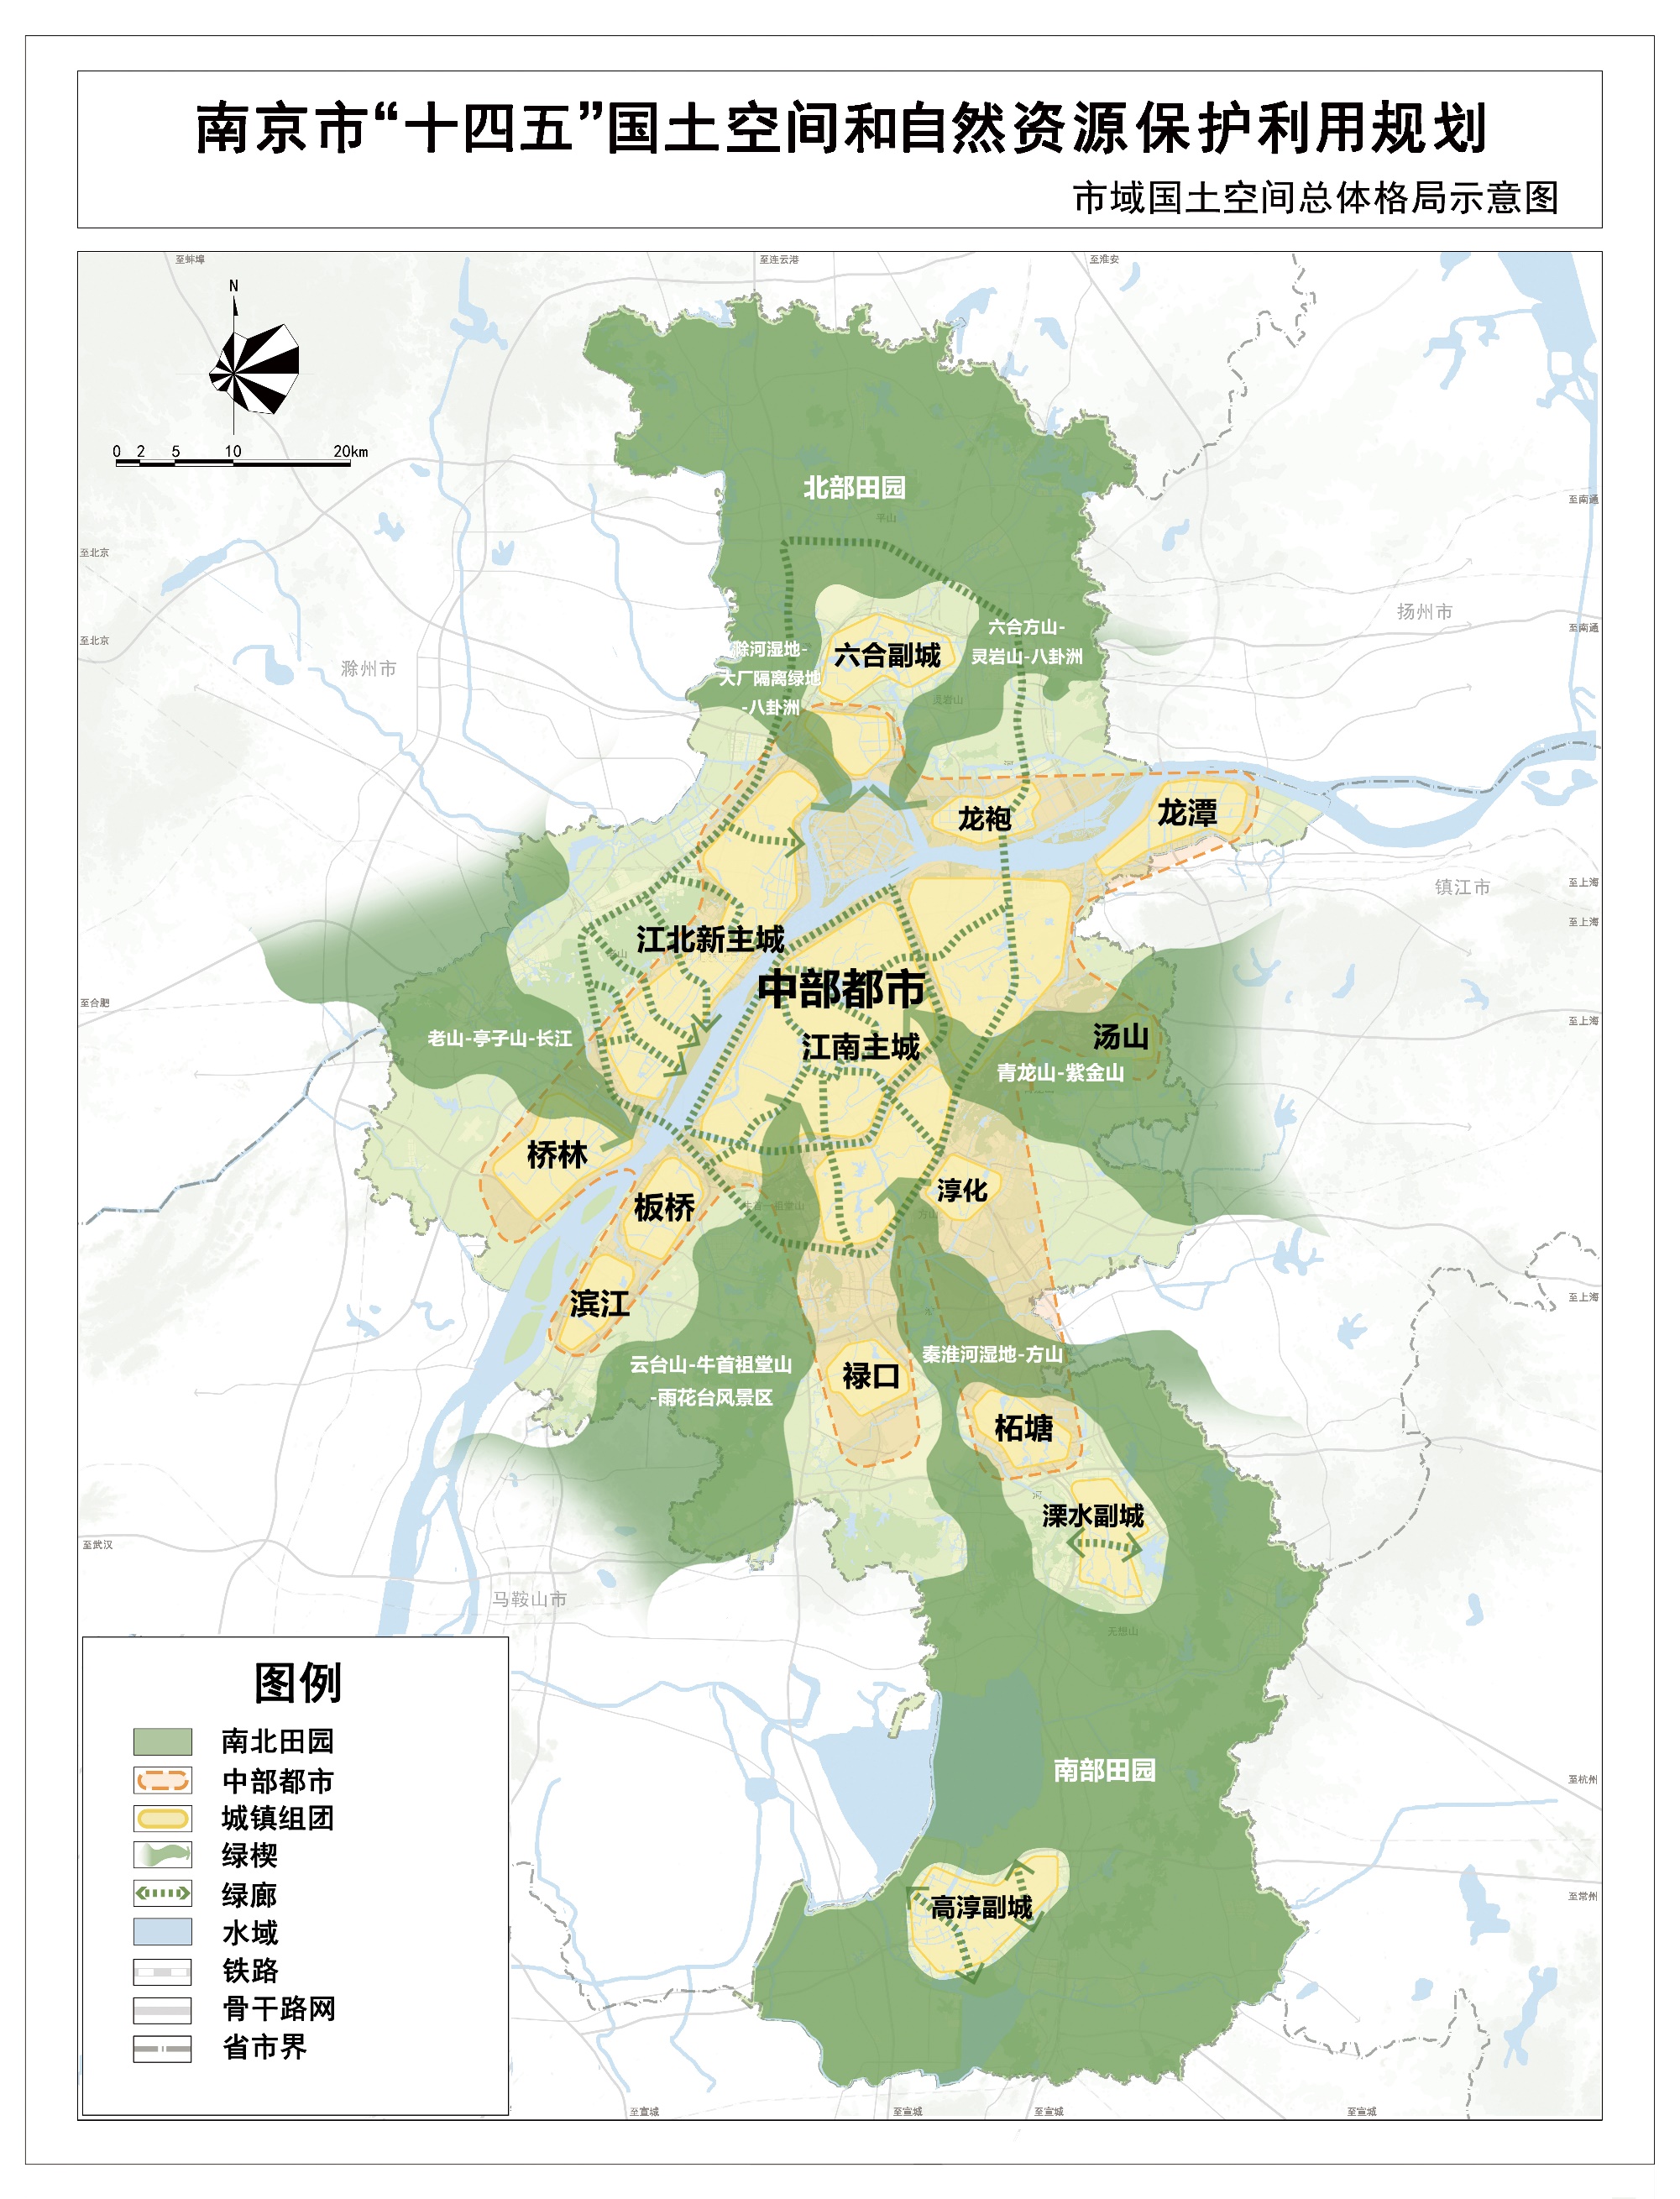 南京市“十四五”国土空间和自然资源保护利用规划
市域国土空间总体格局示意图
至蚌埠
至连云港
至淮安
N
0 2 5 10 20km
北部田园
平山
至南通
至北京
扬州市
至南通
至北京
滁州市
六合副城
六合方山-
灵岩山-八卦洲
滁河湿地-
大厂隔离绿地
-八卦洲
灵岩山
龙袍
龙潭
镇江市
至上海
至上海
江北新主城
中部都市
至合肥
至上海
老山-亭子山-长江
江南主城
汤山
青龙山-紫金山
桥林
板桥
淳化
方山
滨江
至上海
云台山-牛首祖堂山
-雨花台风景区
禄口
秦淮河湿地-方山
柘塘
溧水副城
至武汉
马鞍山市
无想山
南部田园
至杭州
高淳副城
至常州
图例
南北田园
中部都市
城镇组团
绿楔
绿廊
水域
铁路
骨干路网
省市界
至宣城
至宣城
至宣城
至宣城